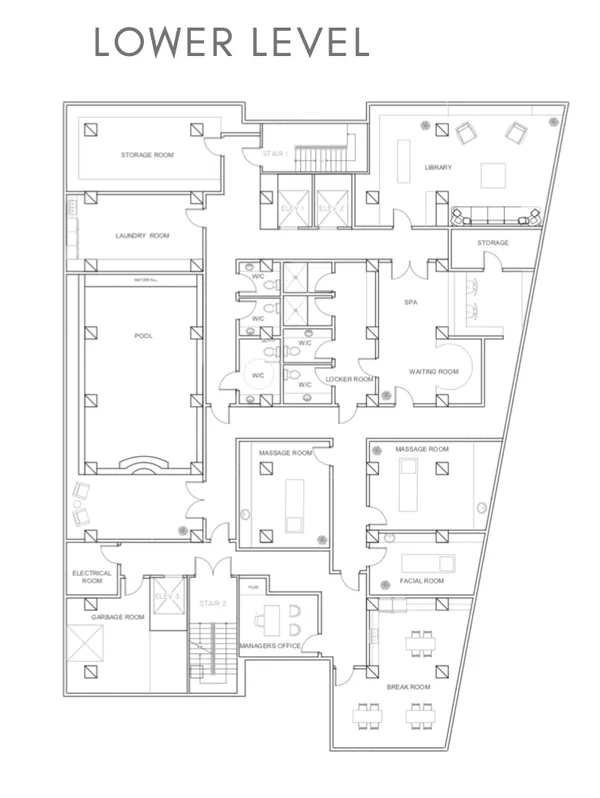 LOWER LEVEL
STORAGE ROOM
STAIR 1
LIBRARY
ELEV 1
ELEV 2
LAUNDRY ROOM
STORAGE
WATERFALL
W/C
SPA
POOL
W/C
W/C
WAITING ROOM
W/C
W/C
LOCKER ROOM
MASSAGE ROOM
MASSAGE ROOM
ELECTRICAL
ROOM
FACIAL ROOM
FILES
ELEV 3
STAIR 2
GARBAGE ROOM
MANAGERS OFFICE
BREAK ROOM